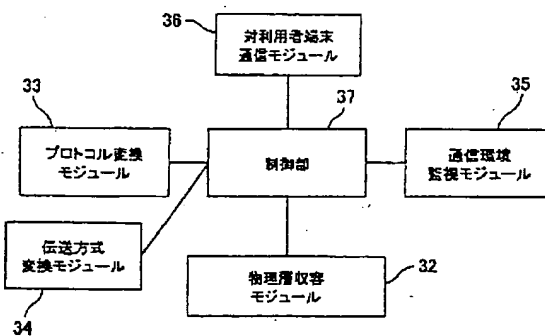 36
対利用者端末
通信モジュール
33
37
35
プロトコル変換
モジュール
制御部
通信環境
監視モジュール
伝送方式
変換モジュール
34
物理層収容
モジュール
32